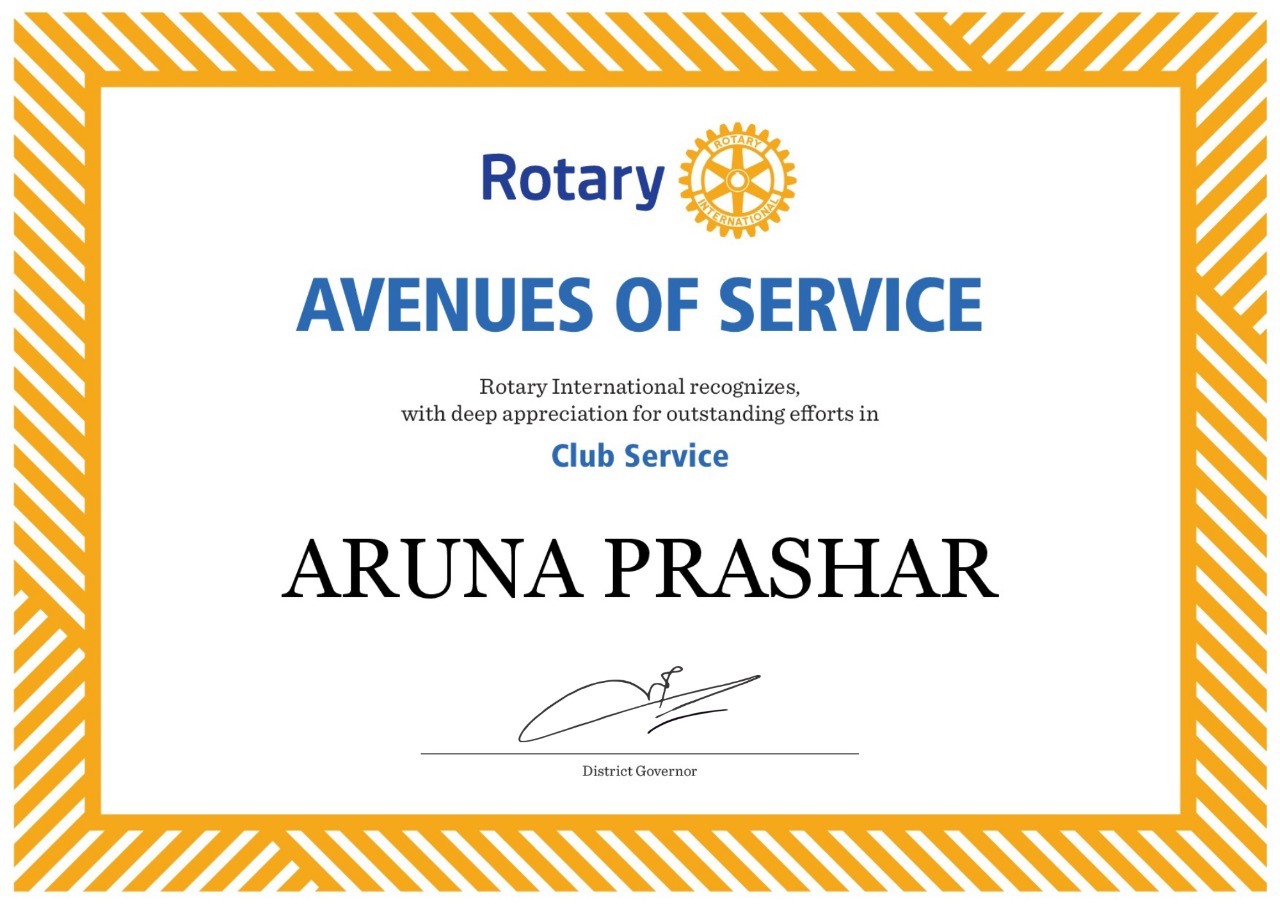 Rotary
ROTARY
INTERNATIONAL
AVENUES OF SERVICE
Rotary International recognizes,
with deep appreciation for outstanding efforts in
Club Service
ARUNA PRASHAR
District Governor